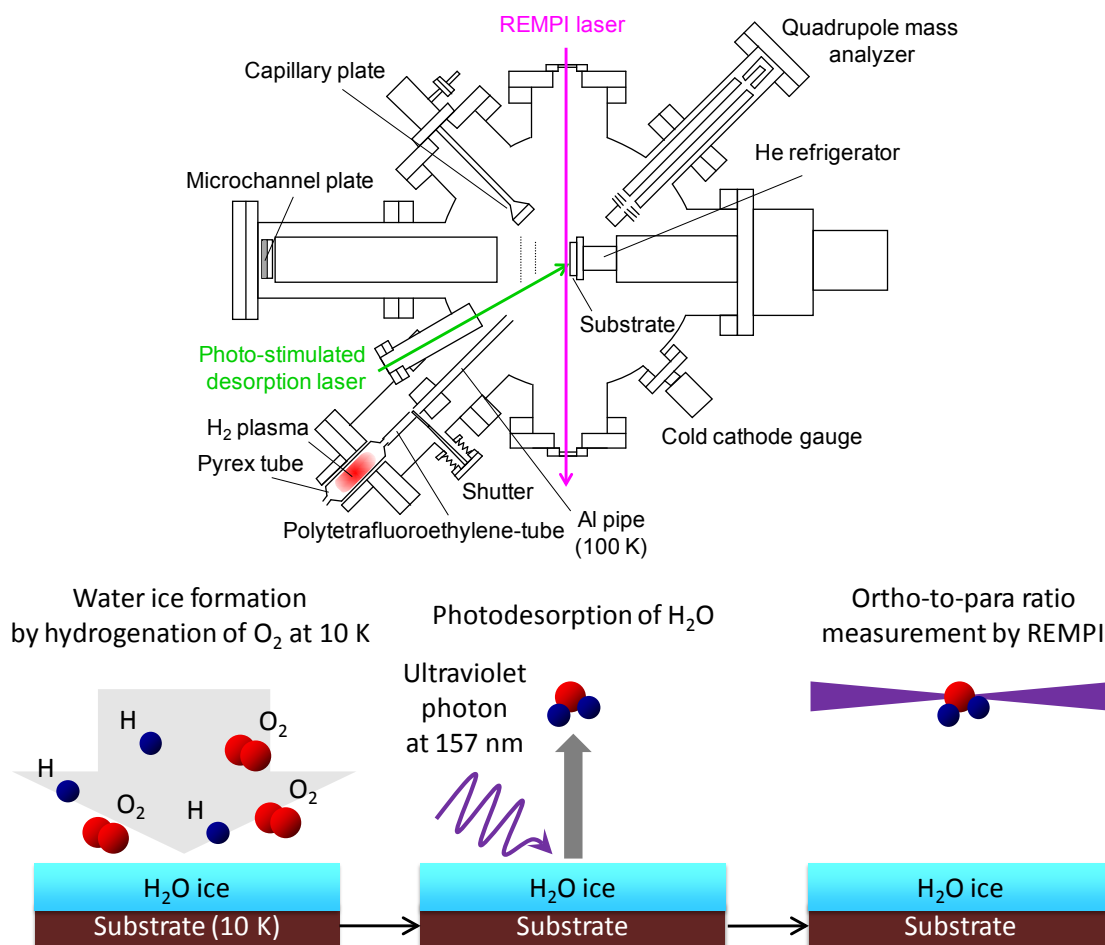 REMPI laser
Quadrupole mass
analyzer
Capillary plate
He refrigerator
Microchannel plate
Substrate
Photo-stimulated
desorption laser
H₂ plasma
Cold cathode gauge
Pyrex tube
Shutter
Polytetrafluoroethylene-tube
Al pipe
(100 K)
Water ice formation
by hydrogenation of O₂ at 10 K
Photodesorption of H₂O
Ortho-to-para ratio
measurement by REMPI
Ultraviolet
photon
at 157 nm
H
O₂
H
O₂
H
O₂
H₂O ice
Substrate (10 K)
H₂O ice
Substrate
H₂O ice
Substrate